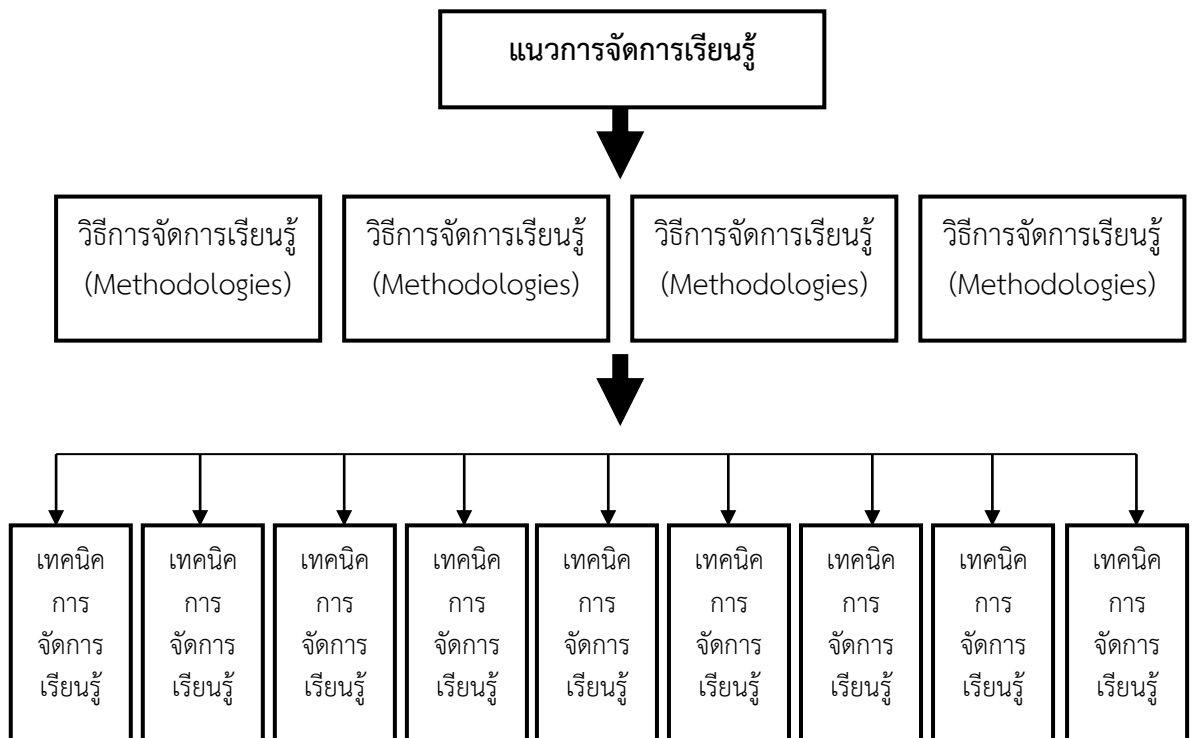 แนวการจัดการเรียนรู้
วิธีการจัดการเรียนรู้
(Methodologies)
วิธีการจัดการเรียนรู้
(Methodologies)
วิธีการจัดการเรียนรู้
(Methodologies)
วิธีการจัดการเรียนรู้
(Methodologies)
เทคนิค
การ
จัดการ
เรียนรู้
เทคนิค
การ
จัดการ
เรียนรู้
เทคนิค
การ
จัดการ
เรียนรู้
เทคนิค
การ
จัดการ
เรียนรู้
เทคนิค
การ
จัดการ
เรียนรู้
เทคนิค
การ
จัดการ
เรียนรู้
เทคนิค
การ
จัดการ
เรียนรู้
เทคนิค
การ
จัดการ
เรียนรู้
เทคนิค
การ
จัดการ
เรียนรู้